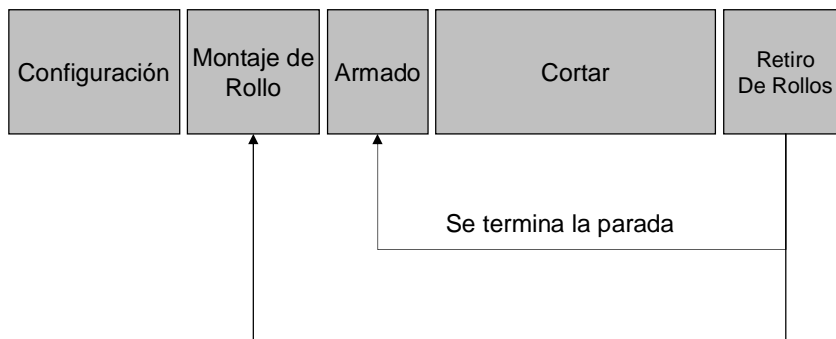 Configuración
Montaje de
Rollo
Armado
Cortar
Retiro
De Rollos
Se termina la parada